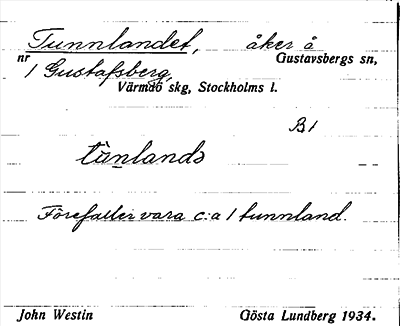 Tunnlandet, åker å
nr Gustavsbergs sn,
1 Gustafsberg,
Värmdö skg, Stockholms l.
B1
tùnlandə
Förefaller vara c:a 1 tunnland.
John Westin Gösta Lundberg 1934.